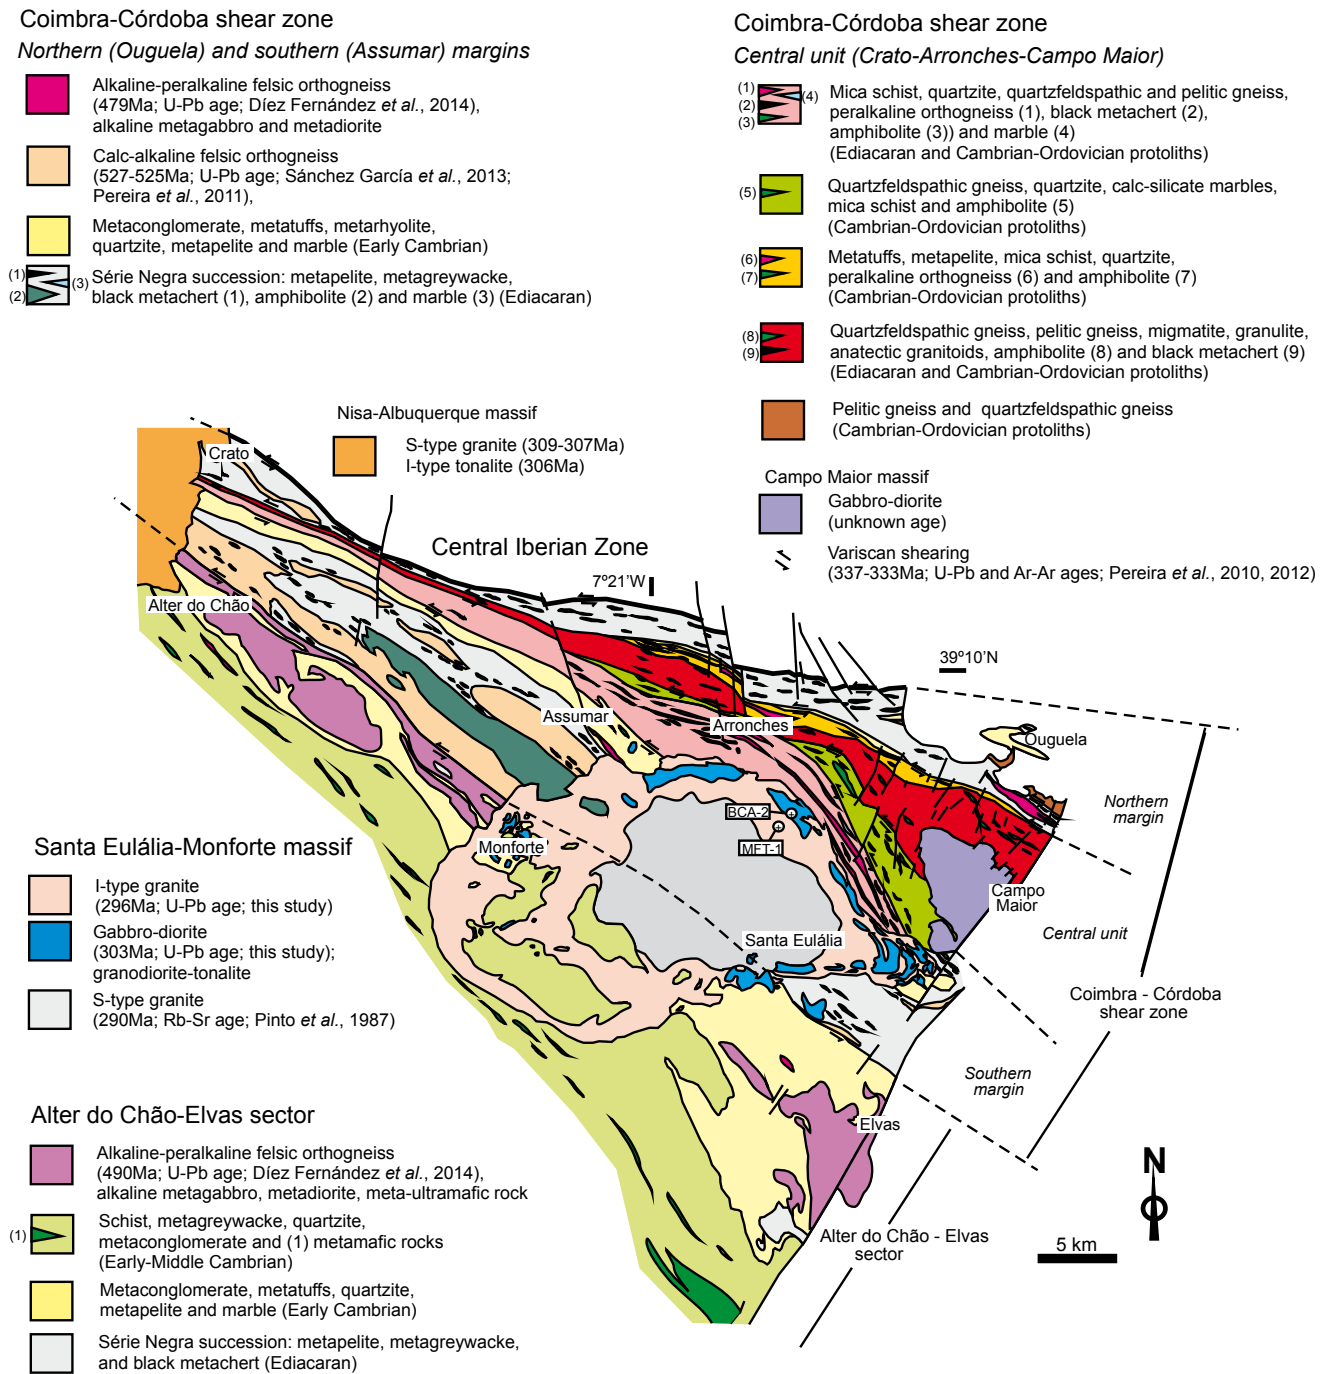 Coimbra-Córdoba shear zone
Northern (Ouguela) and southern (Assumar) margins
Alkaline-peralkaline felsic orthogneiss
(479Ma; U-Pb age; Díez Fernández et al., 2014),
alkaline metagabbro and metadiorite
Calc-alkaline felsic orthogneiss
(527-525Ma; U-Pb age; Sánchez García et al., 2013;
Pereira et al., 2011),
Metaconglomerate, metatuffs, metarhyolite,
quartzite, metapelite and marble (Early Cambrian)
(1)
(2)
(3)
Série Negra succession: metapelite, metagreywacke,
black metachert (1), amphibolite (2) and marble (3) (Ediacaran)
Coimbra-Córdoba shear zone
Central unit (Crato-Arronches-Campo Maior)
(1)
(2)
(3)
(4)
Mica schist, quartzite, quartzfeldspathic and pelitic gneiss,
peralkaline orthogneiss (1), black metachert (2),
amphibolite (3)) and marble (4)
(Ediacaran and Cambrian-Ordovician protoliths)
(5)
Quartzfeldspathic gneiss, quartzite, calc-silicate marbles,
mica schist and amphibolite (5)
(Cambrian-Ordovician protoliths)
(6)
(7)
Metatuffs, metapelite, mica schist, quartzite,
peralkaline orthogneiss (6) and amphibolite (7)
(Cambrian-Ordovician protoliths)
(8)
(9)
Quartzfeldspathic gneiss, pelitic gneiss, migmatite, granulite,
anatectic granitoids, amphibolite (8) and black metachert (9)
(Ediacaran and Cambrian-Ordovician protoliths)
Pelitic gneiss and quartzfeldspathic gneiss
(Cambrian-Ordovician protoliths)
Campo Maior massif
Gabbro-diorite
(unknown age)
Variscan shearing
(337-333Ma; U-Pb and Ar-Ar ages; Pereira et al., 2010, 2012)
Nisa-Albuquerque massif
S-type granite (309-307Ma)
I-type tonalite (306Ma)
Crato
Central Iberian Zone
7º21'W
Alter do Chão
39º10'N
Assumar
Arronches
Ouguela
Northern
margin
BCA-2
MFT-1
Monforte
Campo
Maior
Santa Eulália
Central unit
Coimbra - Córdoba
shear zone
Southern
margin
Elvas
Alter do Chão - Elvas
sector
N
5 km
Santa Eulália-Monforte massif
I-type granite
(296Ma; U-Pb age; this study)
Gabbro-diorite
(303Ma; U-Pb age; this study);
granodiorite-tonalite
S-type granite
(290Ma; Rb-Sr age; Pinto et al., 1987)
Alter do Chão-Elvas sector
Alkaline-peralkaline felsic orthogneiss
(490Ma; U-Pb age; Díez Fernández et al., 2014),
alkaline metagabbro, metadiorite, meta-ultramafic rock
(1)
Schist, metagreywacke, quartzite,
metaconglomerate and (1) metamafic rocks
(Early-Middle Cambrian)
Metaconglomerate, metatuffs, quartzite,
metapelite and marble (Early Cambrian)
Série Negra succession: metapelite, metagreywacke,
and black metachert (Ediacaran)